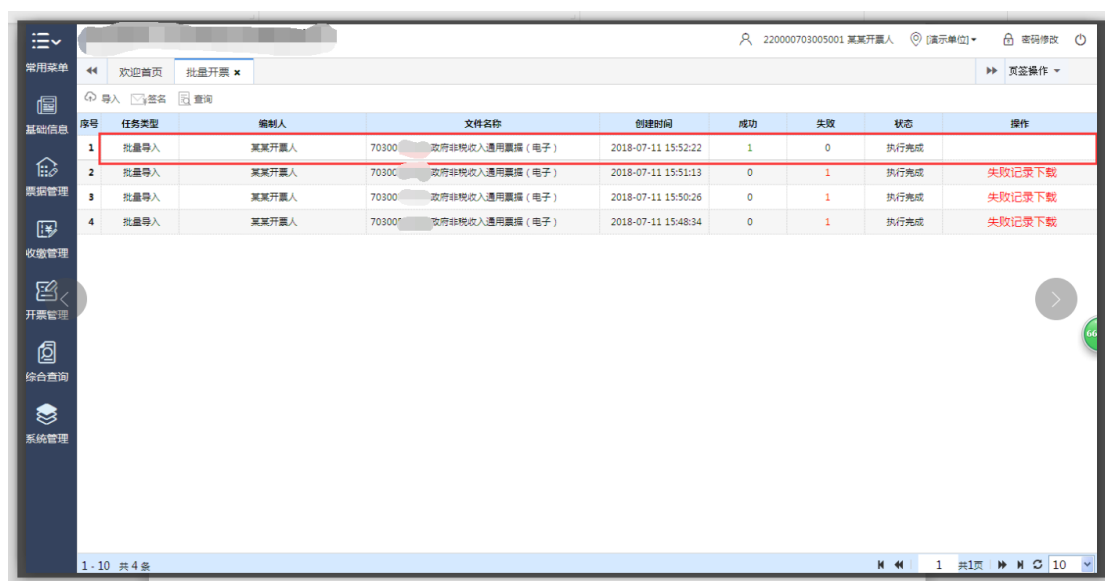 220000703005001 某某开票人 [演示单位] 密码修改
常用菜单 欢迎首页 批量开票 × 页签操作
导入 签名 查询
基础信息
票据管理
收缴管理
开票管理
综合查询
系统管理
序号 任务类型 编制人 文件名称 创建时间 成功 失败 状态 操作
1 批量导入 某某开票人 70300 政府非税收入通用票据(电子) 2018-07-11 15:52:22 1 0 执行完成
2 批量导入 某某开票人 70300 政府非税收入通用票据(电子) 2018-07-11 15:51:13 0 1 执行完成 失败记录下载
3 批量导入 某某开票人 70300 政府非税收入通用票据(电子) 2018-07-11 15:50:26 0 1 执行完成 失败记录下载
4 批量导入 某某开票人 70300 政府非税收入通用票据(电子) 2018-07-11 15:48:34 0 1 执行完成 失败记录下载
66
1 - 10 共 4 条 1 共1页 10